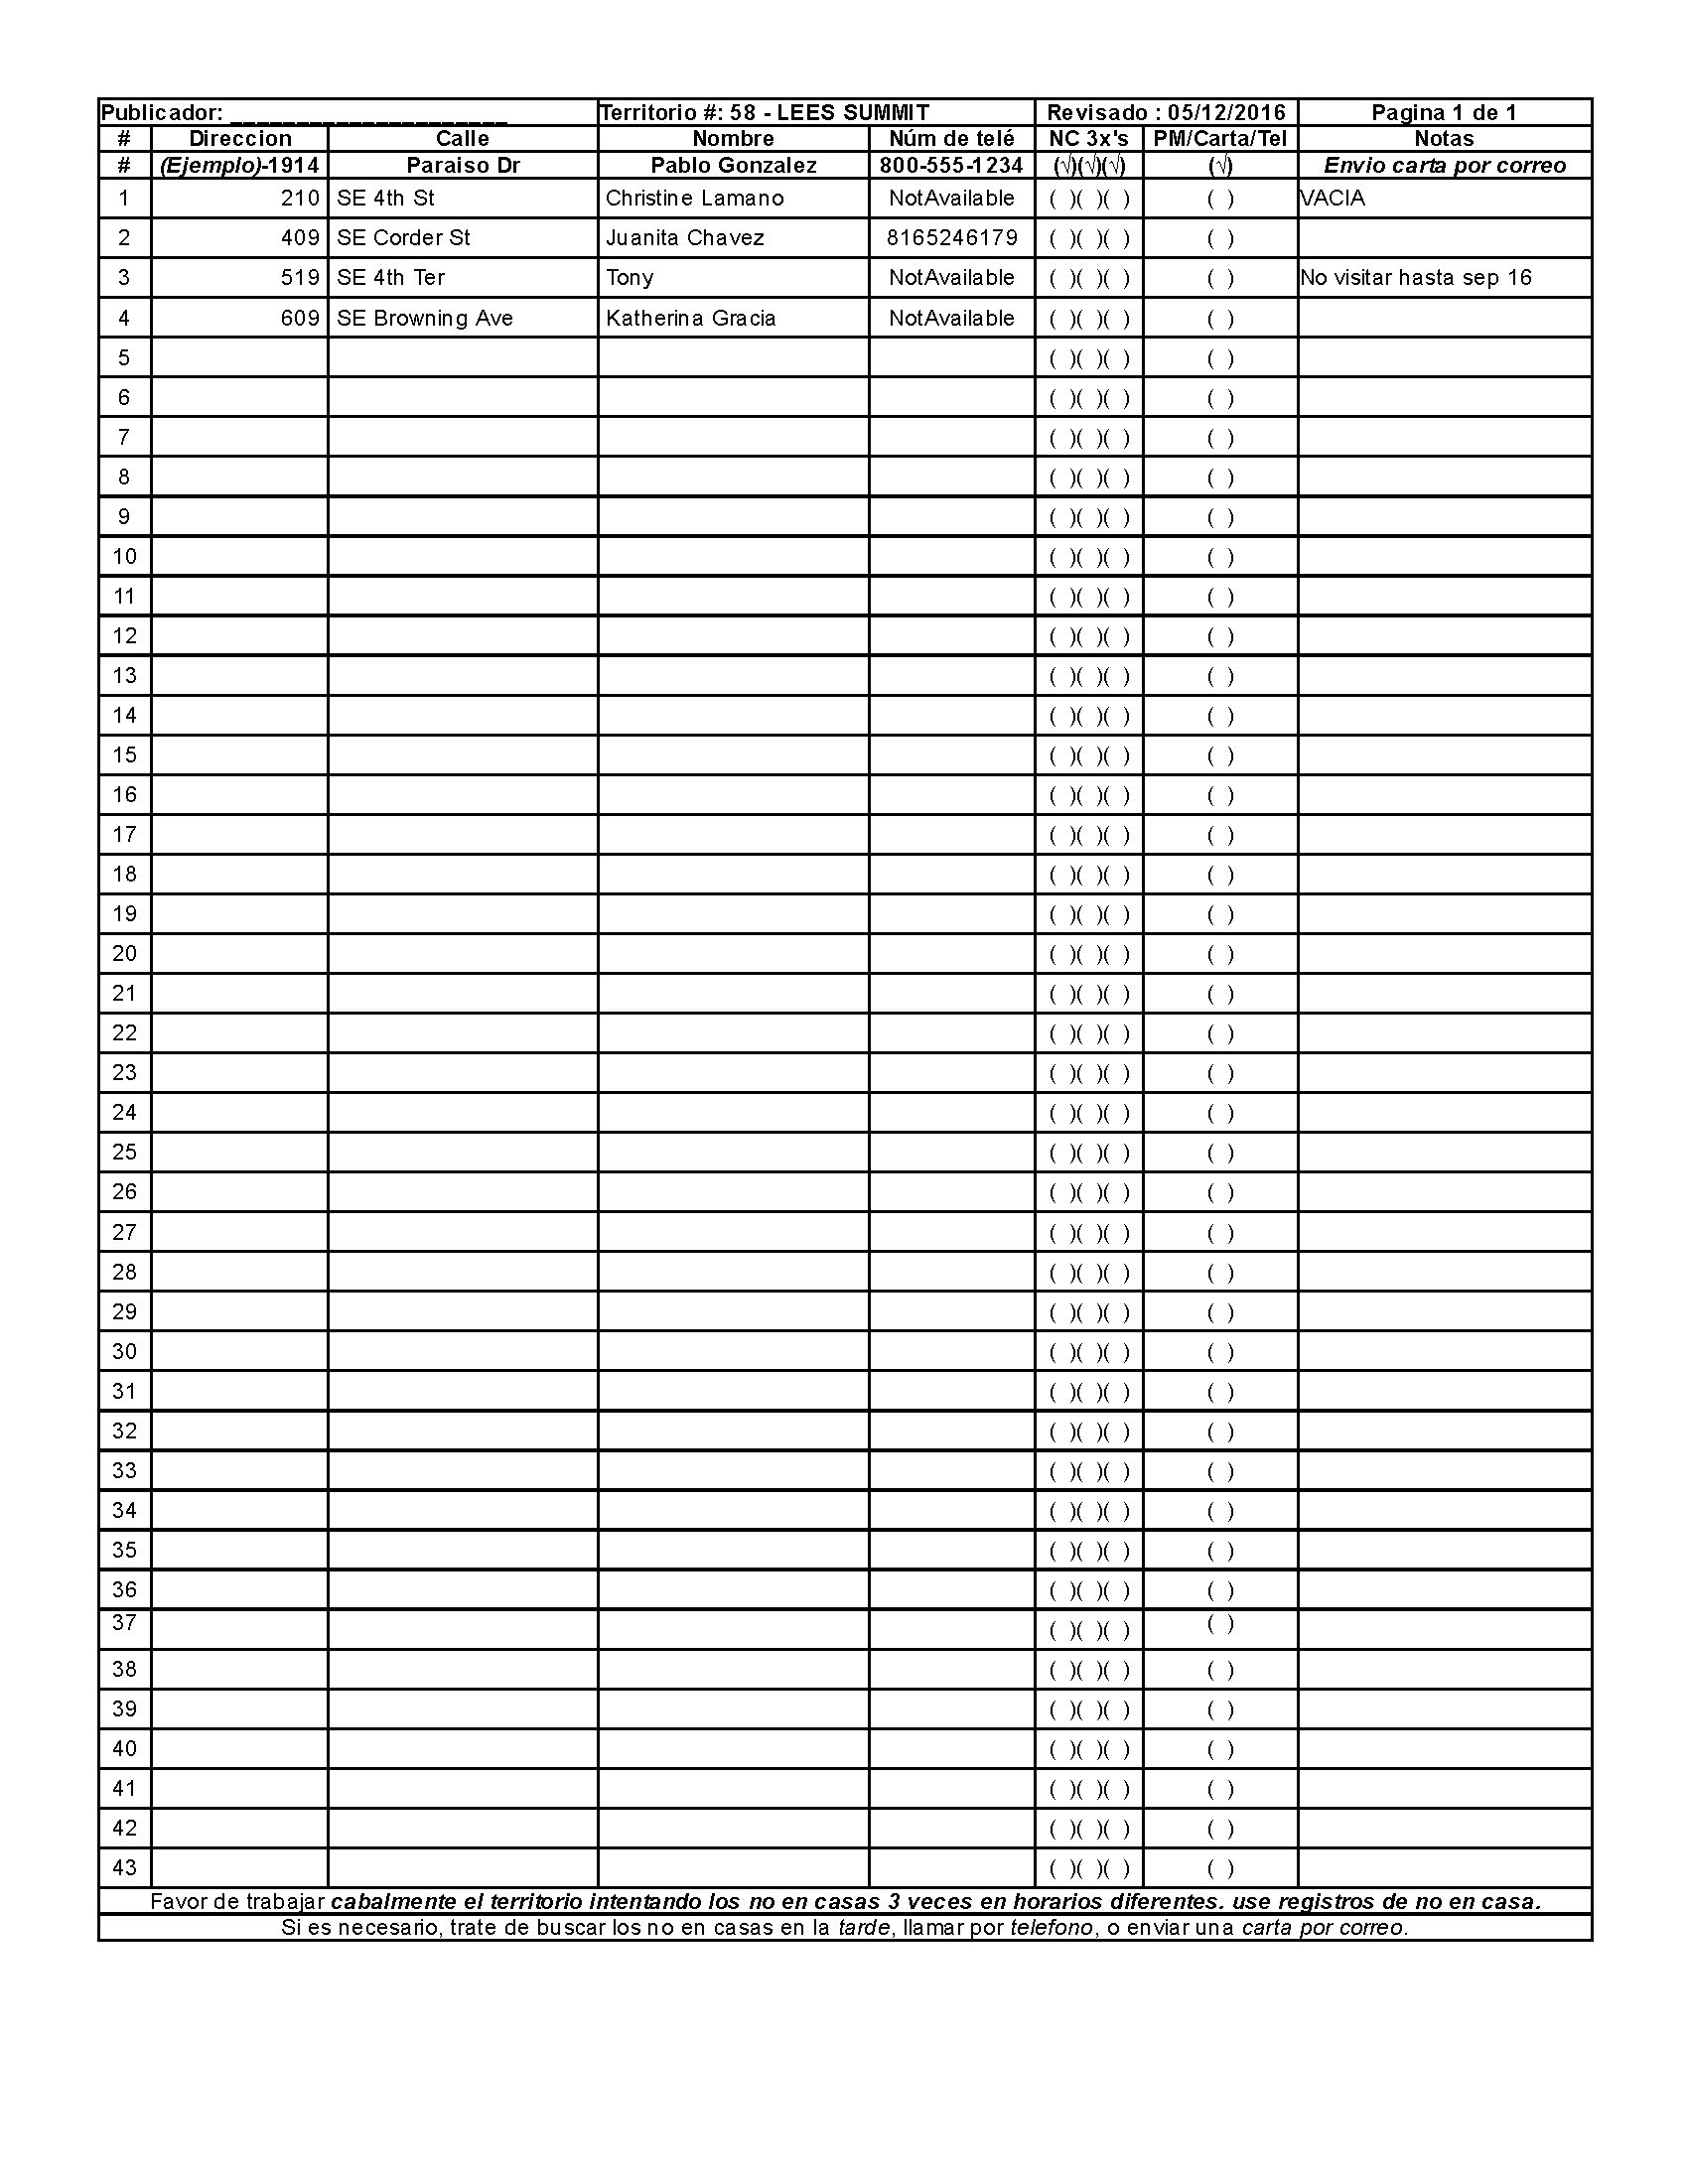 Publicador: _____________________ Territorio #: 58 - LEES SUMMIT Revisado : 05/12/2016 Pagina 1 de 1
# Direccion Calle Nombre Núm de telé NC 3x's PM/Carta/Tel Notas
# (Ejemplo)-1914 Paraiso Dr Pablo Gonzalez 800-555-1234 (√)(√)(√) (√) Envio carta por correo
1 210 SE 4th St Christine Lamano NotAvailable ( )( )( ) ( ) VACIA
2 409 SE Corder St Juanita Chavez 8165246179 ( )( )( ) ( )
3 519 SE 4th Ter Tony NotAvailable ( )( )( ) ( ) No visitar hasta sep 16
4 609 SE Browning Ave Katherina Gracia NotAvailable ( )( )( ) ( )
5 ( )( )( ) ( )
6 ( )( )( ) ( )
7 ( )( )( ) ( )
8 ( )( )( ) ( )
9 ( )( )( ) ( )
10 ( )( )( ) ( )
11 ( )( )( ) ( )
12 ( )( )( ) ( )
13 ( )( )( ) ( )
14 ( )( )( ) ( )
15 ( )( )( ) ( )
16 ( )( )( ) ( )
17 ( )( )( ) ( )
18 ( )( )( ) ( )
19 ( )( )( ) ( )
20 ( )( )( ) ( )
21 ( )( )( ) ( )
22 ( )( )( ) ( )
23 ( )( )( ) ( )
24 ( )( )( ) ( )
25 ( )( )( ) ( )
26 ( )( )( ) ( )
27 ( )( )( ) ( )
28 ( )( )( ) ( )
29 ( )( )( ) ( )
30 ( )( )( ) ( )
31 ( )( )( ) ( )
32 ( )( )( ) ( )
33 ( )( )( ) ( )
34 ( )( )( ) ( )
35 ( )( )( ) ( )
36 ( )( )( ) ( )
37 ( )( )( ) ( )
38 ( )( )( ) ( )
39 ( )( )( ) ( )
40 ( )( )( ) ( )
41 ( )( )( ) ( )
42 ( )( )( ) ( )
43 ( )( )( ) ( )
Favor de trabajar cabalmente el territorio intentando los no en casas 3 veces en horarios diferentes. use registros de no en casa.
Si es necesario, trate de buscar los no en casas en la tarde, llamar por telefono, o enviar una carta por correo.